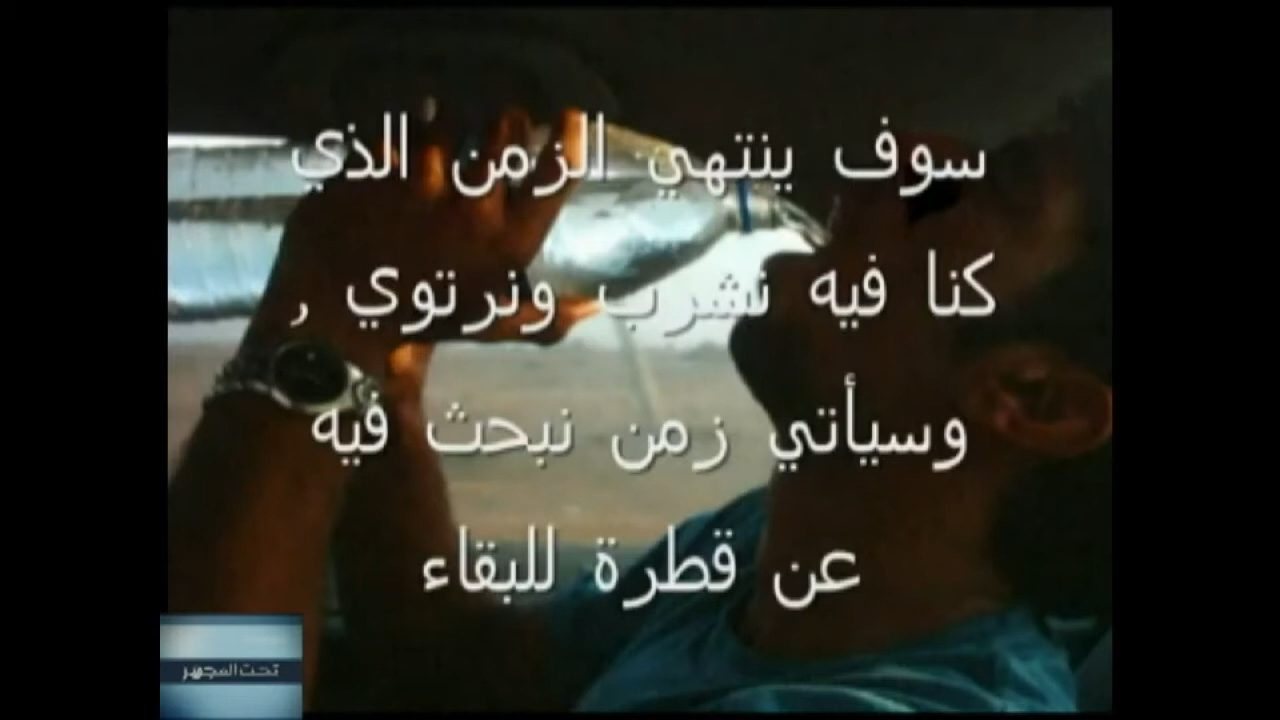 سوف ينتهي الزمن الذي
كنا فيه نشرب ونرتوي ,
وسيأتي زمن نبحث فيه
عن قطرة للبقاء
تحت المجهر